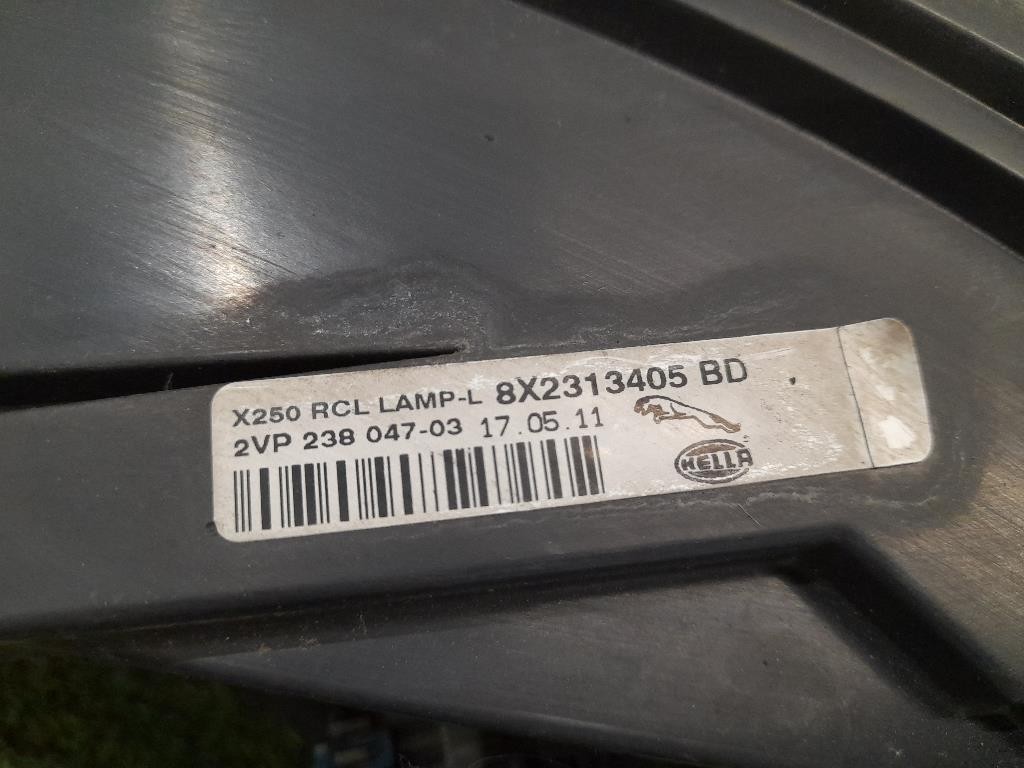 X250 RCL LAMP-L 8X2313405 BD
2VP 238 047-03 17.05.11
HELLA